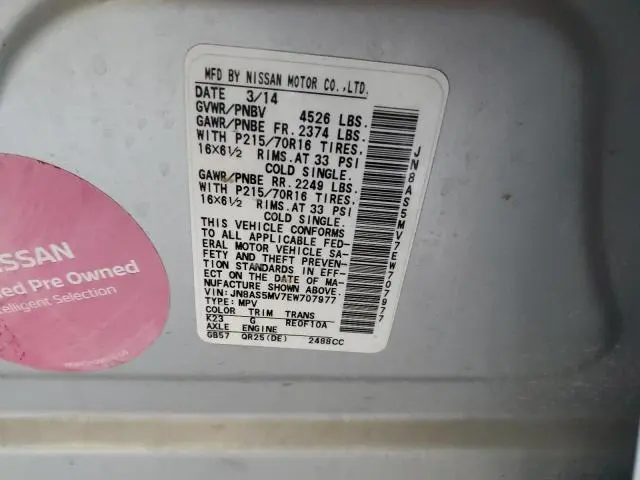 MFD BY NISSAN MOTOR CO.,LTD.
DATE 3/14
GVWR/PNBV 4526 LBS.
GAWR/PNBE FR. 2374 LBS.
WITH P215/70R16 TIRES.
16X6½ RIMS. AT 33 PSI
COLD SINGLE.
GAWR/PNBE RR. 2249 LBS.
WITH P215/70R16 TIRES.
16X6½ RIMS. AT 33 PSI
COLD SINGLE.
THIS VEHICLE CONFORMS
TO ALL APPLICABLE FED-
ERAL MOTOR VEHICLE SA-
FETY AND THEFT PREVEN-
TION STANDARDS IN EFF-
ECT ON THE DATE OF MA-
NUFACTURE SHOWN ABOVE.
VIN:JN8AS5MV7EW707977
TYPE:MPV
COLOR TRIM TRANS
K23 G RE0F10A
AXLE ENGINE
GB57 QR25(DE) 2488CC
JN8AS5MV7EW707977
ISSAN
ed Pre Owned
telligent Selection